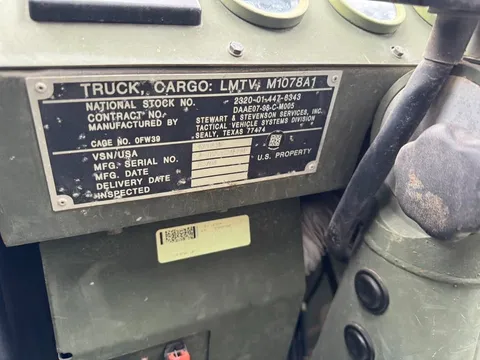 TRUCK, CARGO: LMTV, M1078A1
NATIONAL STOCK NO. 2320-01-447-6343
CONTRACT NO. DAAE07-98-C-M005
MANUFACTURED BY STEWART & STEVENSON SERVICES, INC.
TACTICAL VEHICLE SYSTEMS DIVISION
SEALY, TEXAS 77474
CAGE NO. 0FW39
VSN/USA
MFG. SERIAL NO.
MFG. DATE
DELIVERY DATE
INSPECTED
U.S. PROPERTY